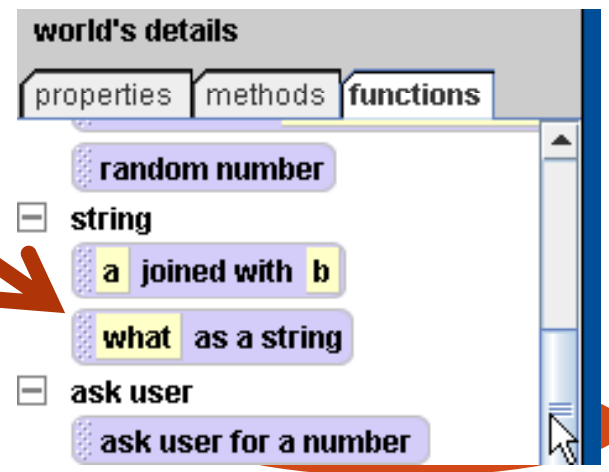 world's details
properties methods functions
random number
string
a joined with b
what as a string
ask user
ask user for a number